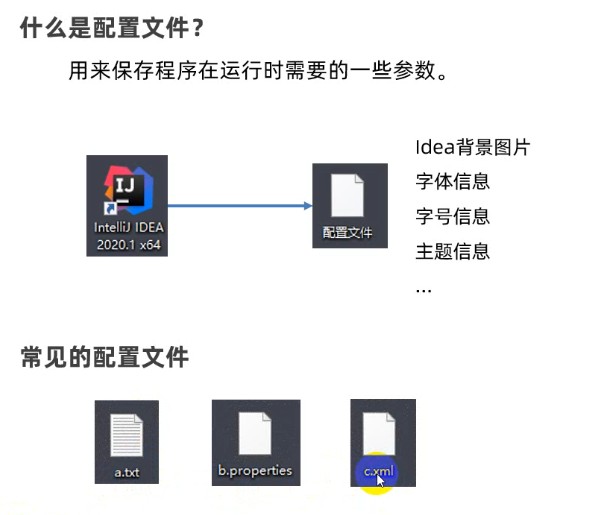 什么是配置文件？
用来保存程序在运行时需要的一些参数。
Idea背景图片
字体信息
字号信息
主题信息
...
IJ
IntelliJ IDEA
2020.1 x64
配置文件
常见的配置文件
a.txt
b.properties
c.xml